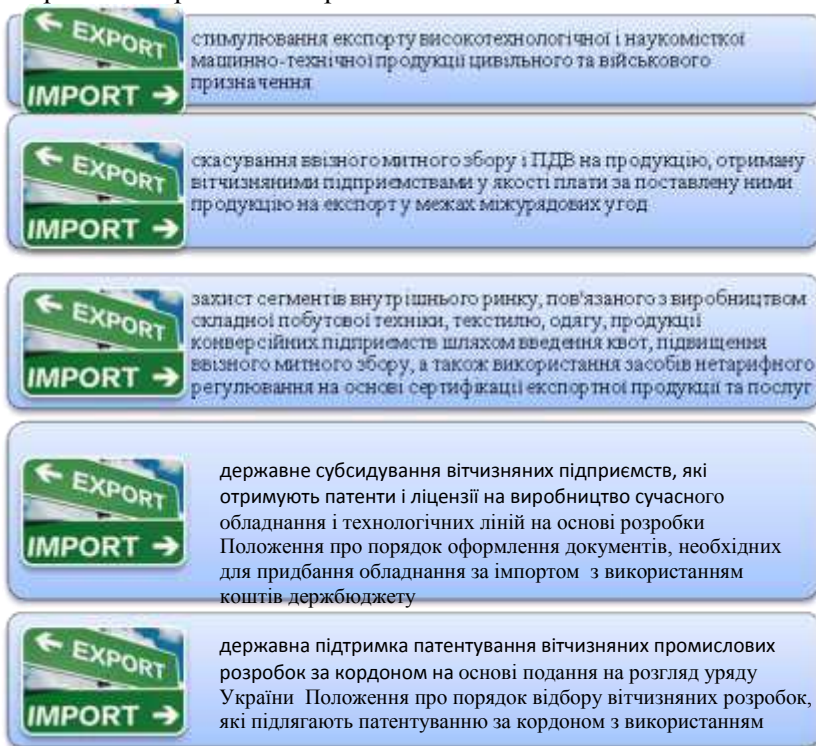 EXPORT
IMPORT
стимулювання експорту високотехнологічної і наукомісткої
машинно-технічної продукції цивільного та військового
призначення
EXPORT
IMPORT
скасування ввізного митного збору і ПДВ на продукцію, отриману
вітчизняними підприємствами у якості плати за поставлену ними
продукцію на експорт у межах міжурядових угод
EXPORT
IMPORT
захист сегментів внутрішнього ринку, пов'язаного з виробництвом
складної побутової техніки, текстилю, одягу, продукції
конверсійних підприємств шляхом введення квот, підвищення
ввізного митного збору, а також використання засобів нетарифного
регулювання на основі сертифікації експортної продукції та послуг
EXPORT
IMPORT
державне субсидування вітчизняних підприємств, які
отримують патенти і ліцензії на виробництво сучасного
обладнання і технологічних ліній на основі розробки
Положення про порядок оформлення документів, необхідних
для придбання обладнання за імпортом з використанням
коштів держбюджету
EXPORT
IMPORT
державна підтримка патентування вітчизняних промислових
розробок за кордоном на основі подання на розгляд уряду
України Положення про порядок відбору вітчизняних розробок,
які підлягають патентуванню за кордоном з використанням